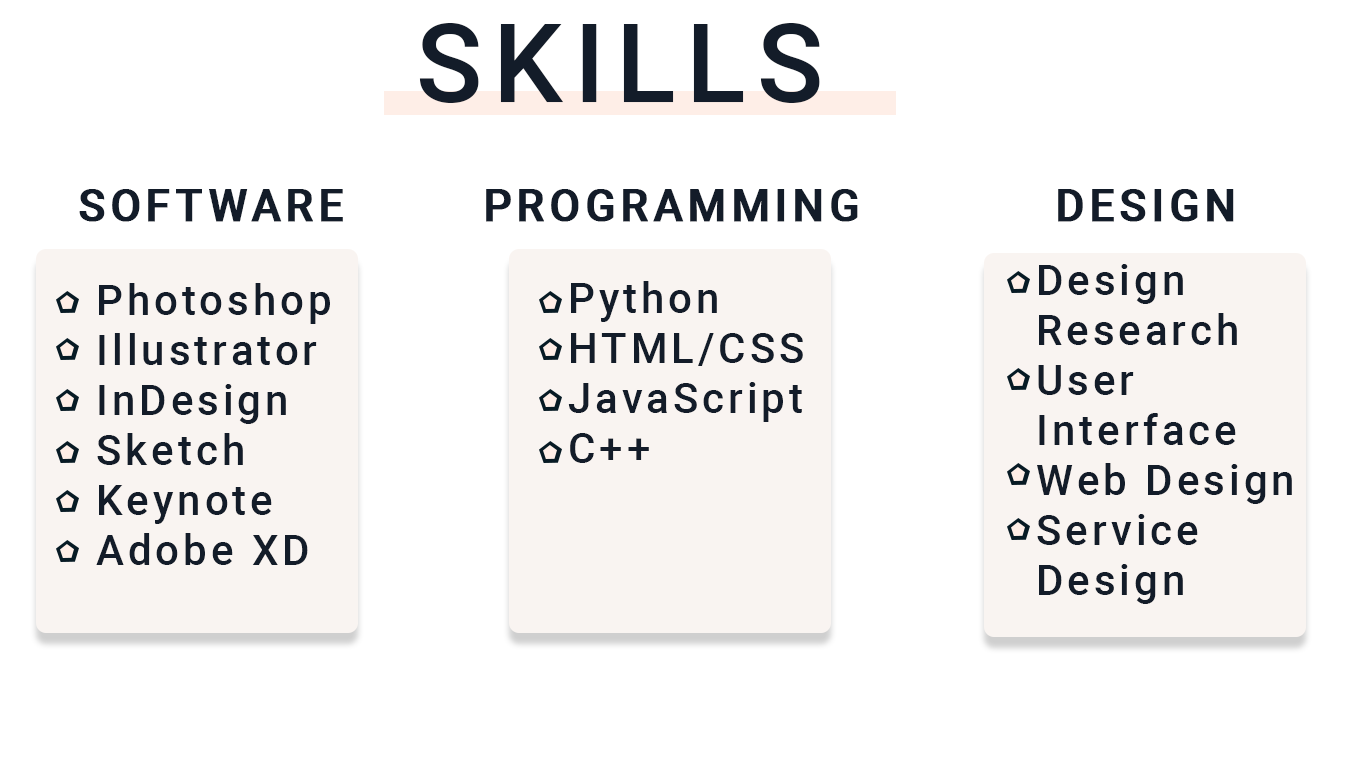 SKILLS
SOFTWARE
Photoshop
Illustrator
InDesign
Sketch
Keynote
Adobe XD
PROGRAMMING
Python
HTML/CSS
JavaScript
C++
DESIGN
Design
Research
User
Interface
Web Design
Service
Design